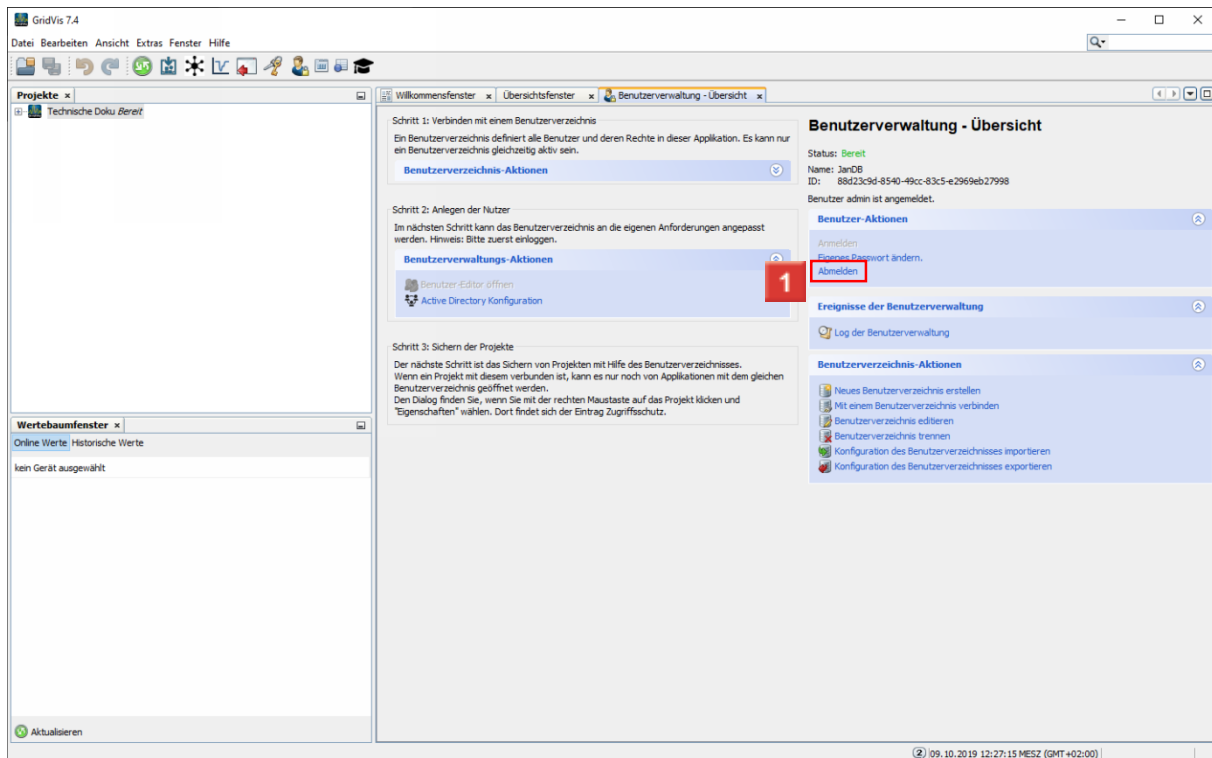 GridVis 7.4
Datei Bearbeiten Ansicht Extras Fenster Hilfe
Projekte
Technische Doku Bereit
Wertebaumfenster
Online Werte Historische Werte
kein Gerät ausgewählt
Aktualisieren
Willkommensfenster Übersichtsfenster Benutzerverwaltung - Übersicht
Schritt 1: Verbinden mit einem Benutzerverzeichnis
Ein Benutzerverzeichnis definiert alle Benutzer und deren Rechte in dieser Applikation. Es kann nur
ein Benutzerverzeichnis gleichzeitig aktiv sein.
Benutzerverzeichnis-Aktionen
Schritt 2: Anlegen der Nutzer
Im nächsten Schritt kann das Benutzerverzeichnis an die eigenen Anforderungen angepasst
werden. Hinweis: Bitte zuerst einloggen.
Benutzerverwaltungs-Aktionen
Benutzer-Editor öffnen
Active Directory Konfiguration
Schritt 3: Sichern der Projekte
Der nächste Schritt ist das Sichern von Projekten mit Hilfe des Benutzerverzeichnisses.
Wenn ein Projekt mit diesem verbunden ist, kann es nur noch von Applikationen mit dem gleichen
Benutzerverzeichnis geöffnet werden.
Den Dialog finden Sie, wenn Sie mit der rechten Maustaste auf das Projekt klicken und
"Eigenschaften" wählen. Dort findet sich der Eintrag Zugriffsschutz.
Benutzerverwaltung - Übersicht
Status: Bereit
Name: JanDB
ID: 88d23c9d-8540-49cc-83c5-e2969eb27998
Benutzer admin ist angemeldet.
Benutzer-Aktionen
Anmelden
Eigenes Passwort ändern.
1
Abmelden
Ereignisse der Benutzerverwaltung
Log der Benutzerverwaltung
Benutzerverzeichnis-Aktionen
Neues Benutzerverzeichnis erstellen
Mit einem Benutzerverzeichnis verbinden
Benutzerverzeichnis editieren
Benutzerverzeichnis trennen
Konfiguration des Benutzerverzeichnisses importieren
Konfiguration des Benutzerverzeichnisses exportieren
2 09.10.2019 12:27:15 MESZ (GMT+02:00)